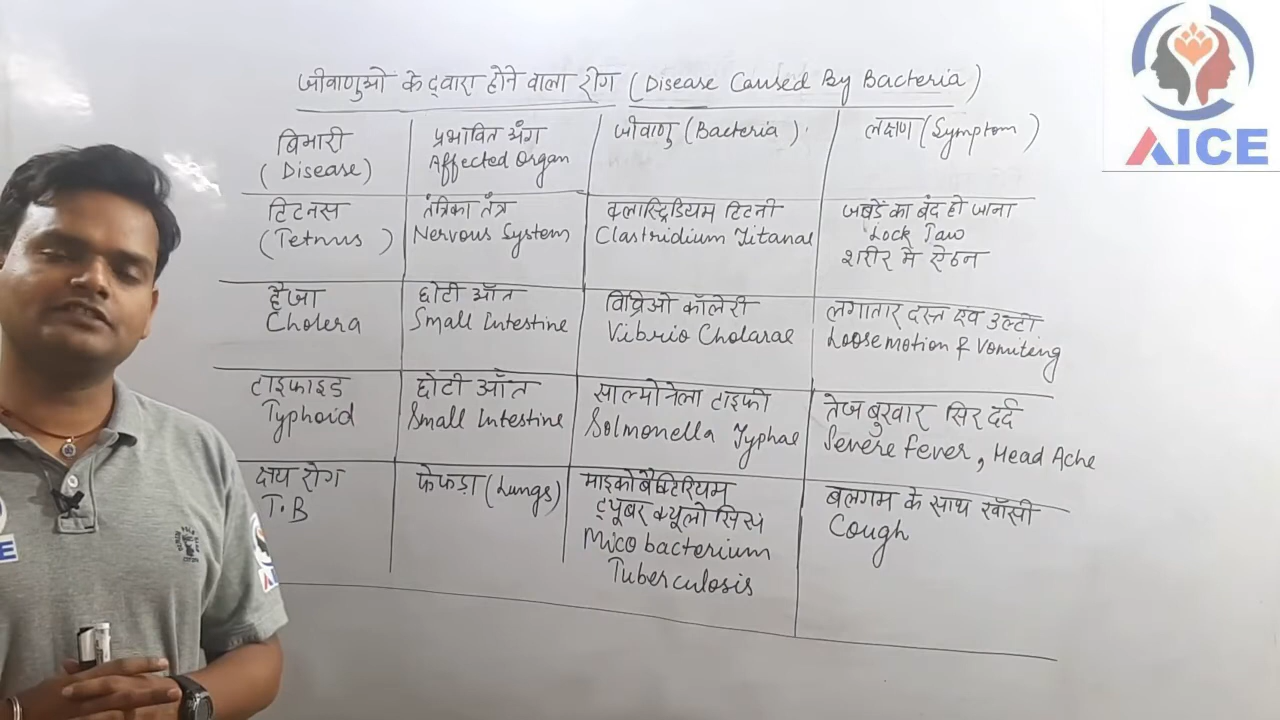 जीवाणुओं के द्वारा होने वाला रोग (Disease Caused By Bacteria)
बिमारी
(Disease)
प्रभावित अंग
Affected Organ
जीवाणु (Bacteria)
लक्षण (Symptom)
टिटनस
(Tetnus)
तंत्रिका तंत्र
Nervous System
क्लास्ट्रिडियम टिटनी
Clastridium Titanae
जबड़े का बंद हो जाना
Lock Jaw
शरीर में ऐठन
हैजा
Cholera
छोटी आँत
Small Intestine
विब्रिओ कॉलेरी
Vibrio Cholarae
लगातार दस्त एवं उल्टी
Loose motion & Vomiting
टाइफाइड
Typhoid
छोटी आँत
Small Intestine
साल्मोनेला टाइफी
Solmonella Typhae
तेज बुखार सिर दर्द
Severe Fever, Head Ache
क्षय रोग
T.B
फेफड़ा (Lungs)
माइकोबैक्टिरियम
ट्यूबर क्यूलोसिस
Mico bacterium
Tuberculosis
बलगम के साथ खाँसी
Cough
AICE